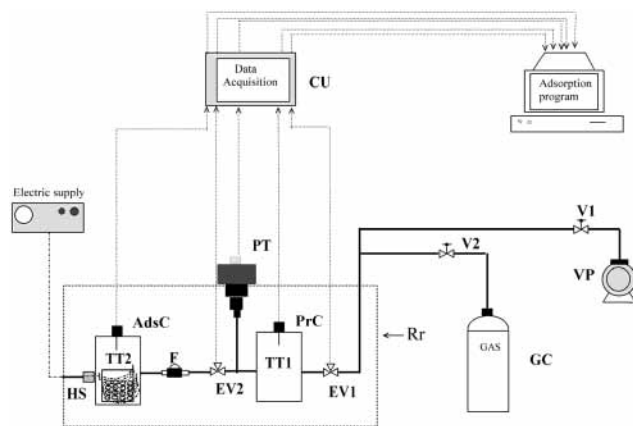 Data
Acquisition
CU
Adsorption
program
Electric supply
V1
PT
V2
VP
AdsC
PrC
Rr
TT2
F
TT1
GAS
GC
HS
EV2
EV1